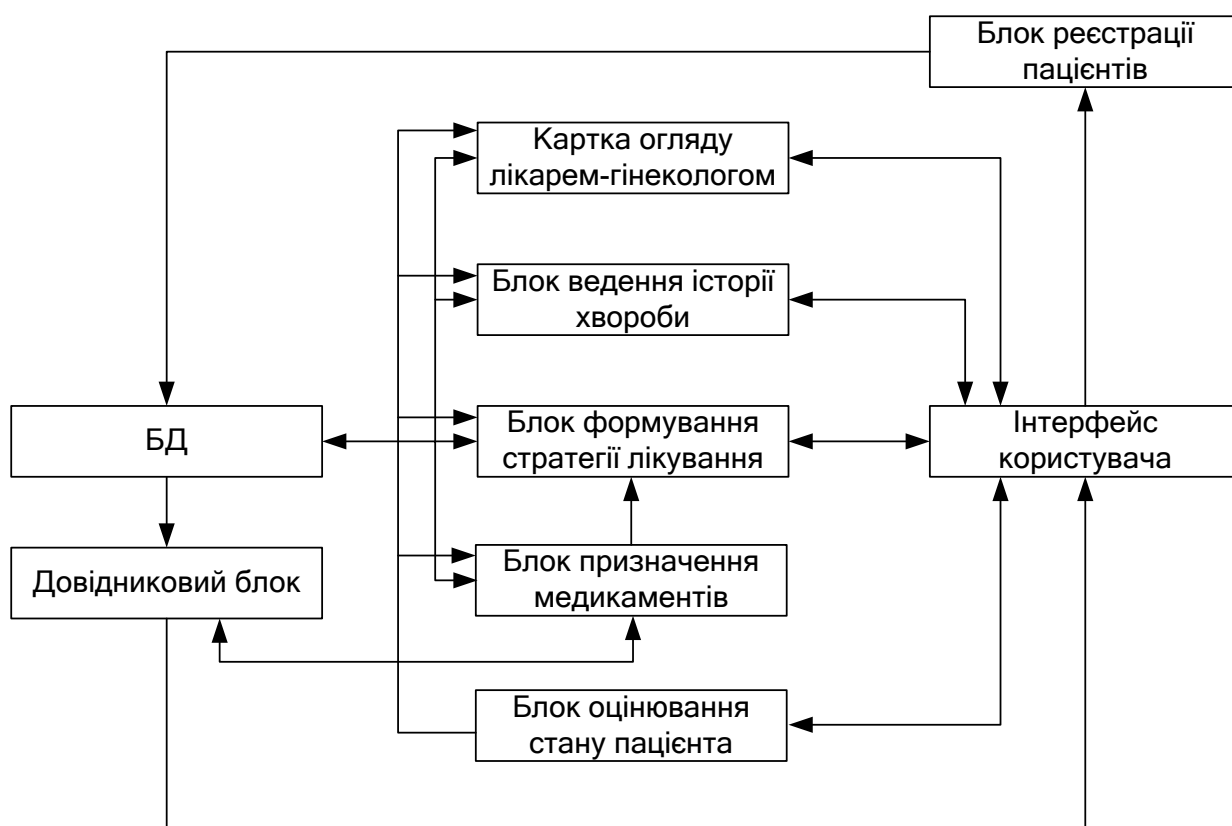 Блок реєстрації
пацієнтів
Картка огляду
лікарем-гінекологом
Блок ведення історії
хвороби
БД
Блок формування
стратегії лікування
Інтерфейс
користувача
Довідниковий блок
Блок призначення
медикаментів
Блок оцінювання
стану пацієнта